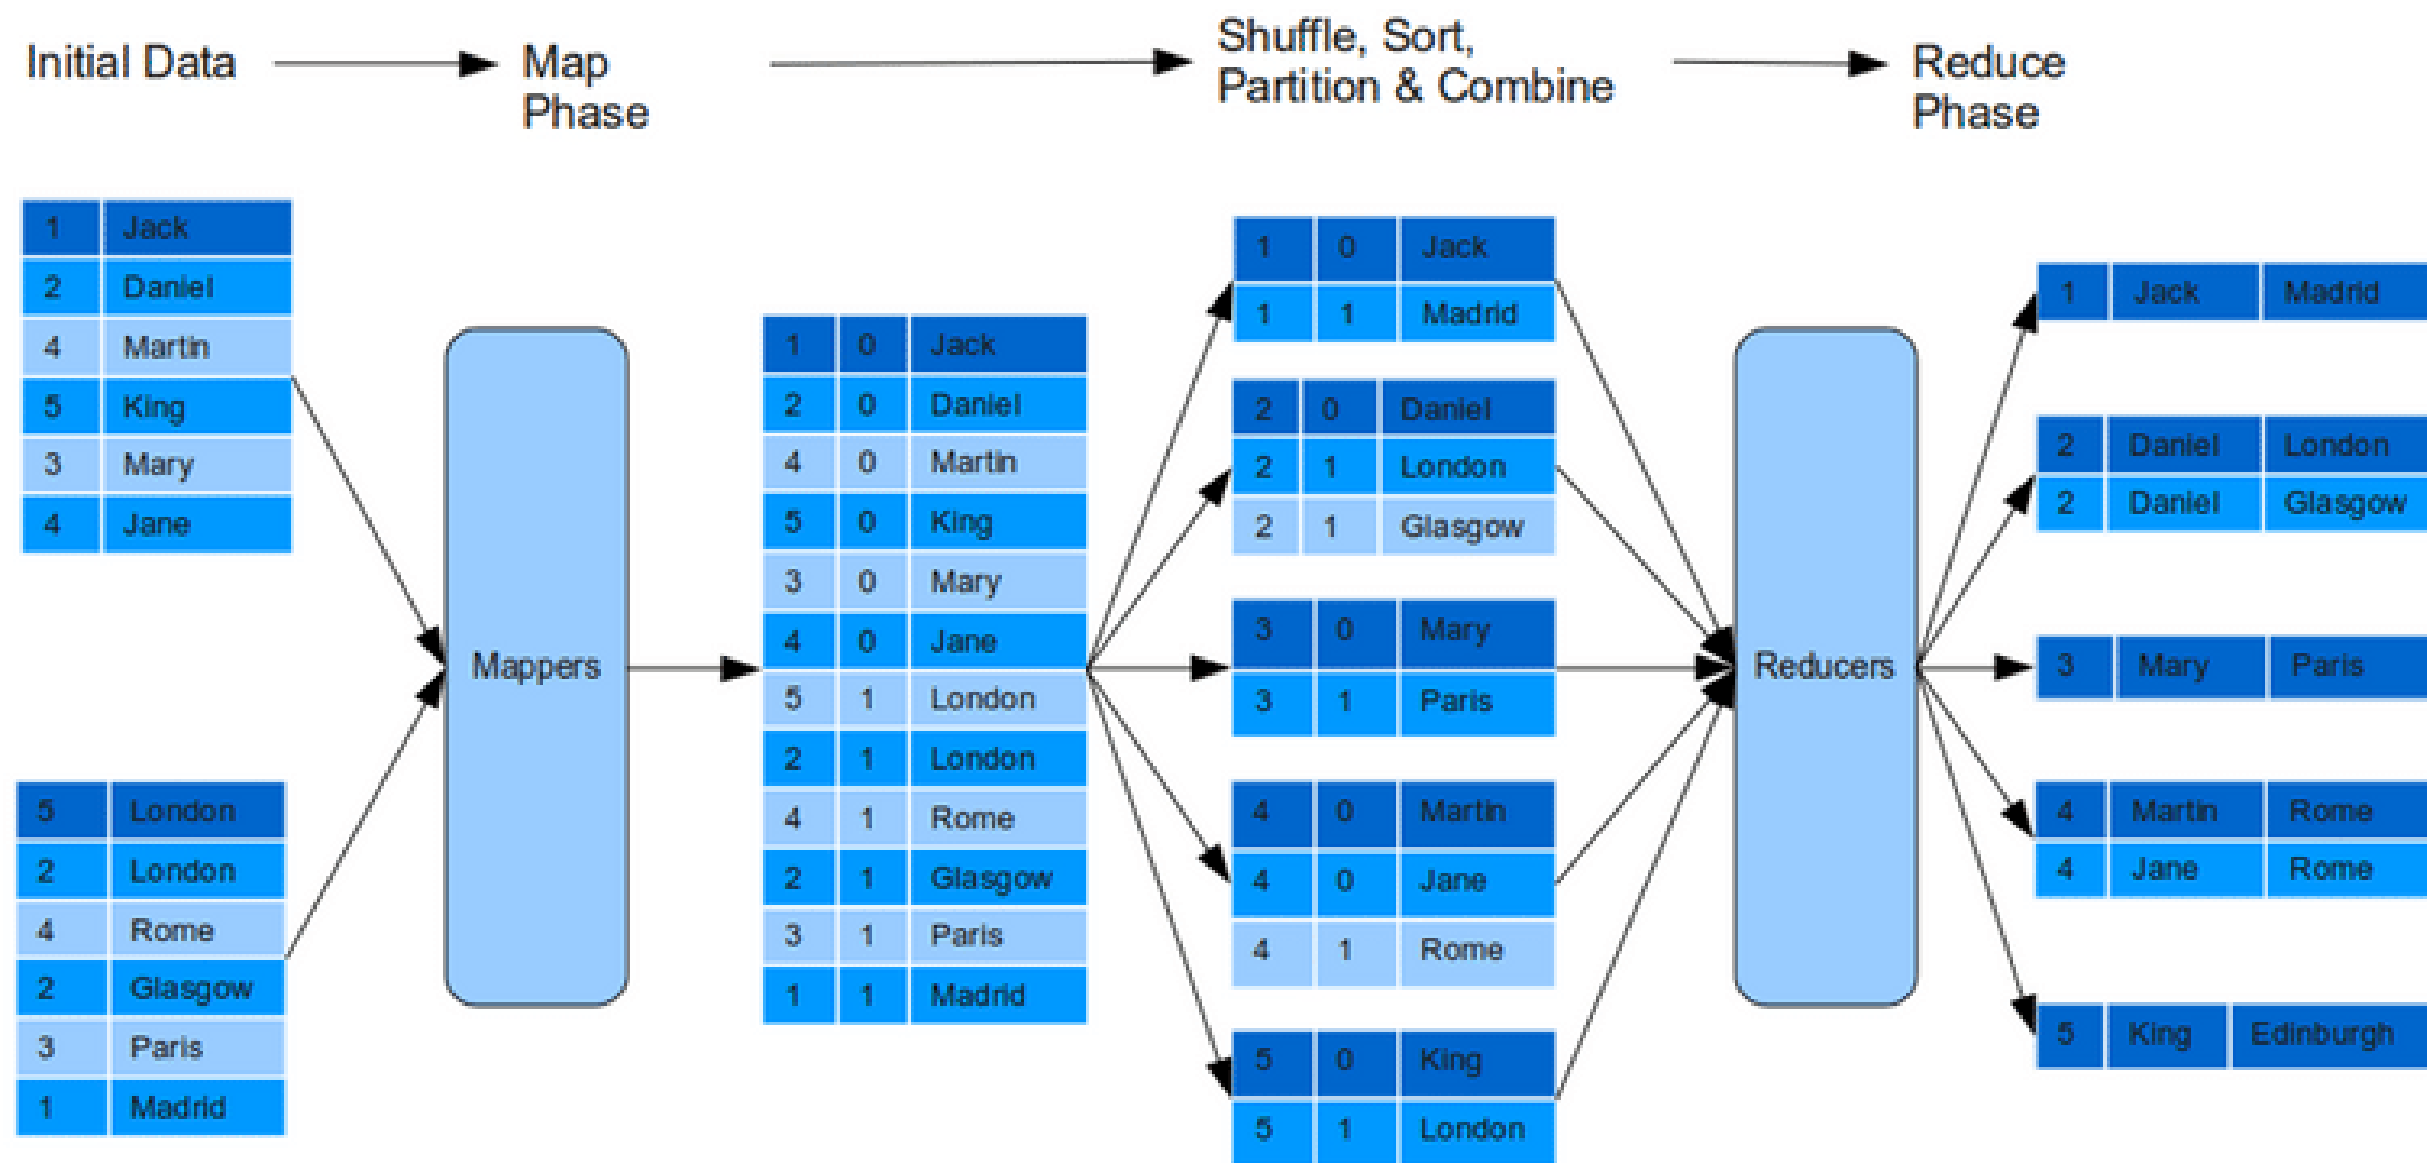 Initial Data
Map
Phase
Shuffle, Sort,
Partition & Combine
Reduce
Phase
1 Jack
2 Daniel
4 Martin
5 King
3 Mary
4 Jane
5 London
2 London
4 Rome
2 Glasgow
3 Paris
1 Madrid
Mappers
1 0 Jack
2 0 Daniel
4 0 Martin
5 0 King
3 0 Mary
4 0 Jane
5 1 London
2 1 London
4 1 Rome
2 1 Glasgow
3 1 Paris
1 1 Madrid
1 0 Jack
1 1 Madrid
2 0 Daniel
2 1 London
2 1 Glasgow
3 0 Mary
3 1 Paris
4 0 Martin
4 0 Jane
4 1 Rome
5 0 King
5 1 London
Reducers
1 Jack Madrid
2 Daniel London
2 Daniel Glasgow
3 Mary Paris
4 Martin Rome
4 Jane Rome
5 King Edinburgh